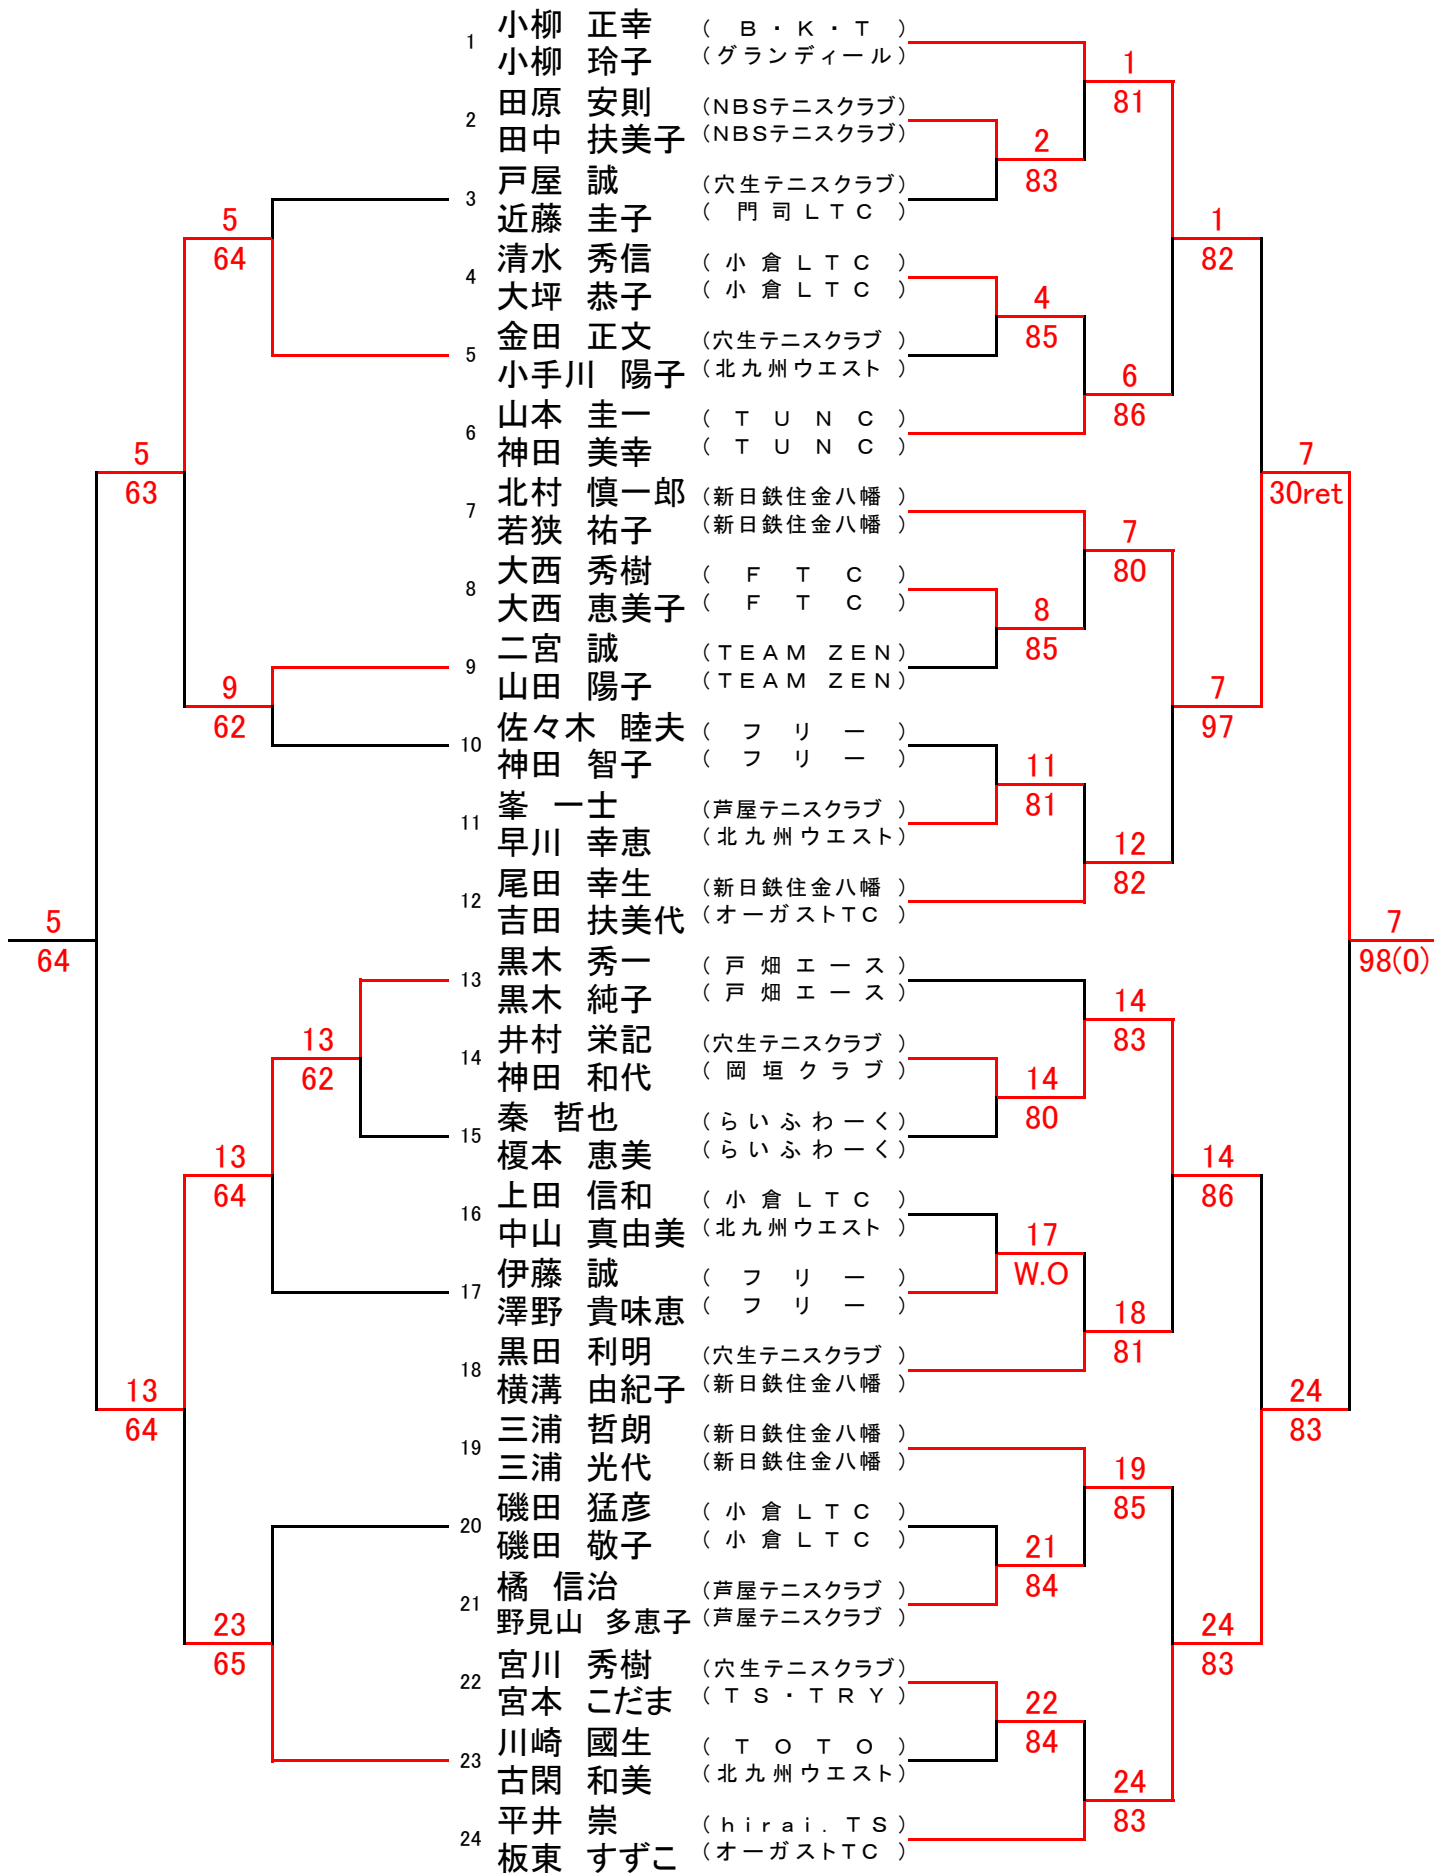 1 小柳 正幸 ( B・K・T )
小柳 玲子 (グランディール)
2 田原 安則 (NBSテニスクラブ)
田中 扶美子 (NBSテニスクラブ)
3 戸屋 誠 (穴生テニスクラブ)
近藤 圭子 ( 門司LTC )
4 清水 秀信 ( 小倉LTC )
大坪 恭子 ( 小倉LTC )
5 金田 正文 (穴生テニスクラブ )
小手川 陽子 (北九州ウエスト )
6 山本 圭一 ( TUNC )
神田 美幸 ( TUNC )
7 北村 慎一郎 (新日鉄住金八幡 )
若狭 祐子 (新日鉄住金八幡 )
8 大西 秀樹 ( FTC )
大西 恵美子 ( FTC )
9 二宮 誠 (TEAM ZEN)
山田 陽子 (TEAM ZEN)
10 佐々木 睦夫 ( フリー )
神田 智子 ( フリー )
11 峯 一士 (芦屋テニスクラブ )
早川 幸恵 (北九州ウエスト)
12 尾田 幸生 (新日鉄住金八幡 )
吉田 扶美代 (オーガストTC )
13 黒木 秀一 ( 戸畑エース )
黒木 純子 ( 戸畑エース )
14 井村 栄記 (穴生テニスクラブ )
神田 和代 ( 岡垣クラブ )
15 秦 哲也 (らいふわーく)
榎本 恵美 (らいふわーく)
16 上田 信和 ( 小倉LTC )
中山 真由美 (北九州ウエスト )
17 伊藤 誠 ( フリー )
澤野 貴味恵 ( フリー )
18 黒田 利明 (穴生テニスクラブ )
横溝 由紀子 (新日鉄住金八幡 )
19 三浦 哲朗 (新日鉄住金八幡 )
三浦 光代 (新日鉄住金八幡 )
20 磯田 猛彦 ( 小倉LTC )
磯田 敬子 ( 小倉LTC )
21 橘 信治 (芦屋テニスクラブ )
野見山 多恵子 (芦屋テニスクラブ )
22 宮川 秀樹 (穴生テニスクラブ)
宮本 こだま (TS・TRY)
23 川崎 國生 ( TOTO )
古閑 和美 (北九州ウエスト)
24 平井 崇 (hirai.TS)
板東 すずこ (オーガストTC )
5
64
9
62
5
63
13
62
13
64
23
65
13
64
5
64
2
83
4
85
8
85
11
81
14
80
17
W.O
21
84
22
84
1
81
6
86
7
80
12
82
14
83
18
81
19
85
24
83
1
82
7
97
14
86
24
83
7
30ret
24
83
7
98(0)